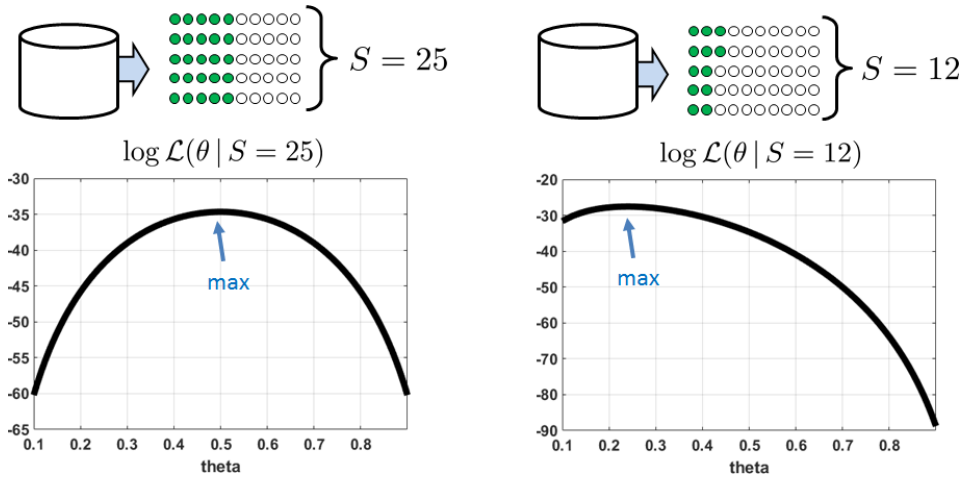 S = 25
log L(θ | S = 25)
-30
-35
-40
-45
-50
-55
-60
-65
max
0.1 0.2 0.3 0.4 0.5 0.6 0.7 0.8
theta
S = 12
log L(θ | S = 12)
-20
-30
-40
-50
-60
-70
-80
-90
max
0.1 0.2 0.3 0.4 0.5 0.6 0.7 0.8
theta